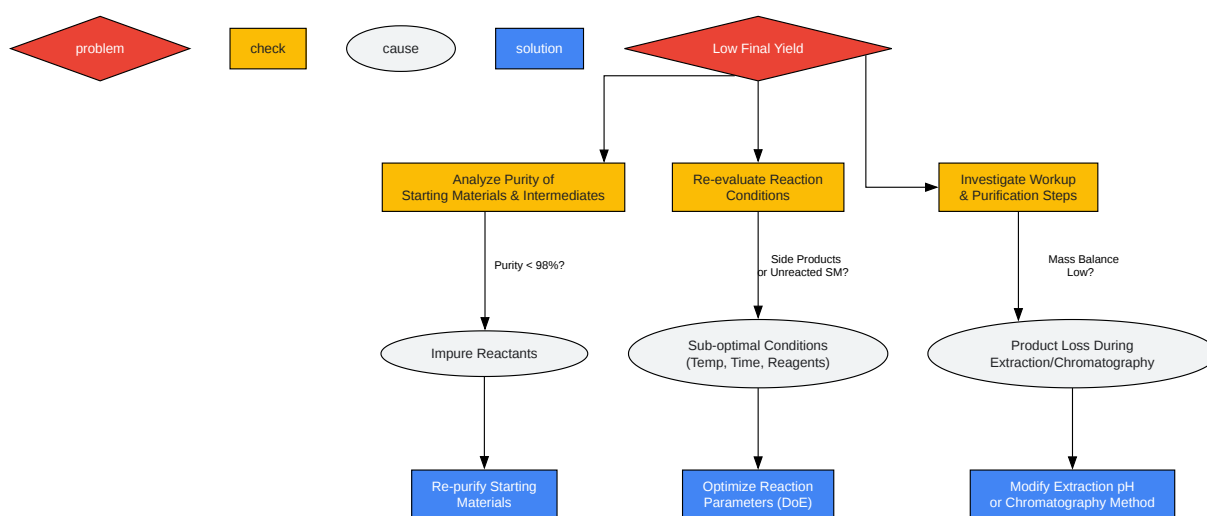 problem
check
cause
solution
Low Final Yield
Analyze Purity of
Starting Materials & Intermediates
Re-evaluate Reaction
Conditions
Investigate Workup
& Purification Steps
Purity < 98%?
Side Products
or Unreacted SM?
Mass Balance
Low?
Impure Reactants
Sub-optimal Conditions
(Temp, Time, Reagents)
Product Loss During
Extraction/Chromatography
Re-purify Starting
Materials
Optimize Reaction
Parameters (DoE)
Modify Extraction pH
or Chromatography Method